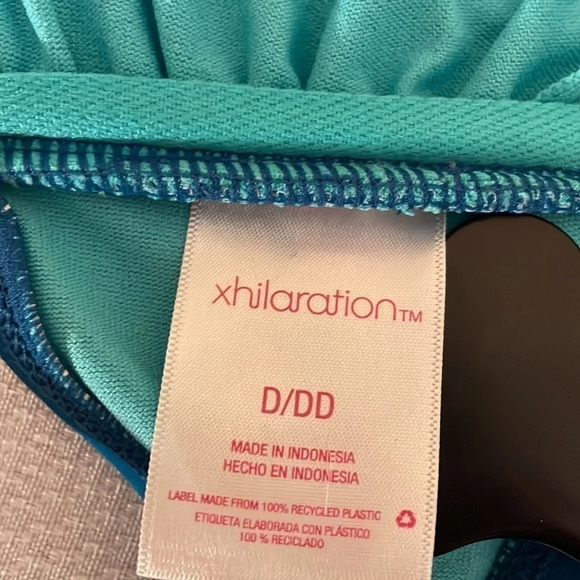 xhilaration™
D/DD
MADE IN INDONESIA
HECHO EN INDONESIA
LABEL MADE FROM 100% RECYCLED PLASTIC
ETIQUETA ELABORADA CON PLÁSTICO
100 % RECICLADO